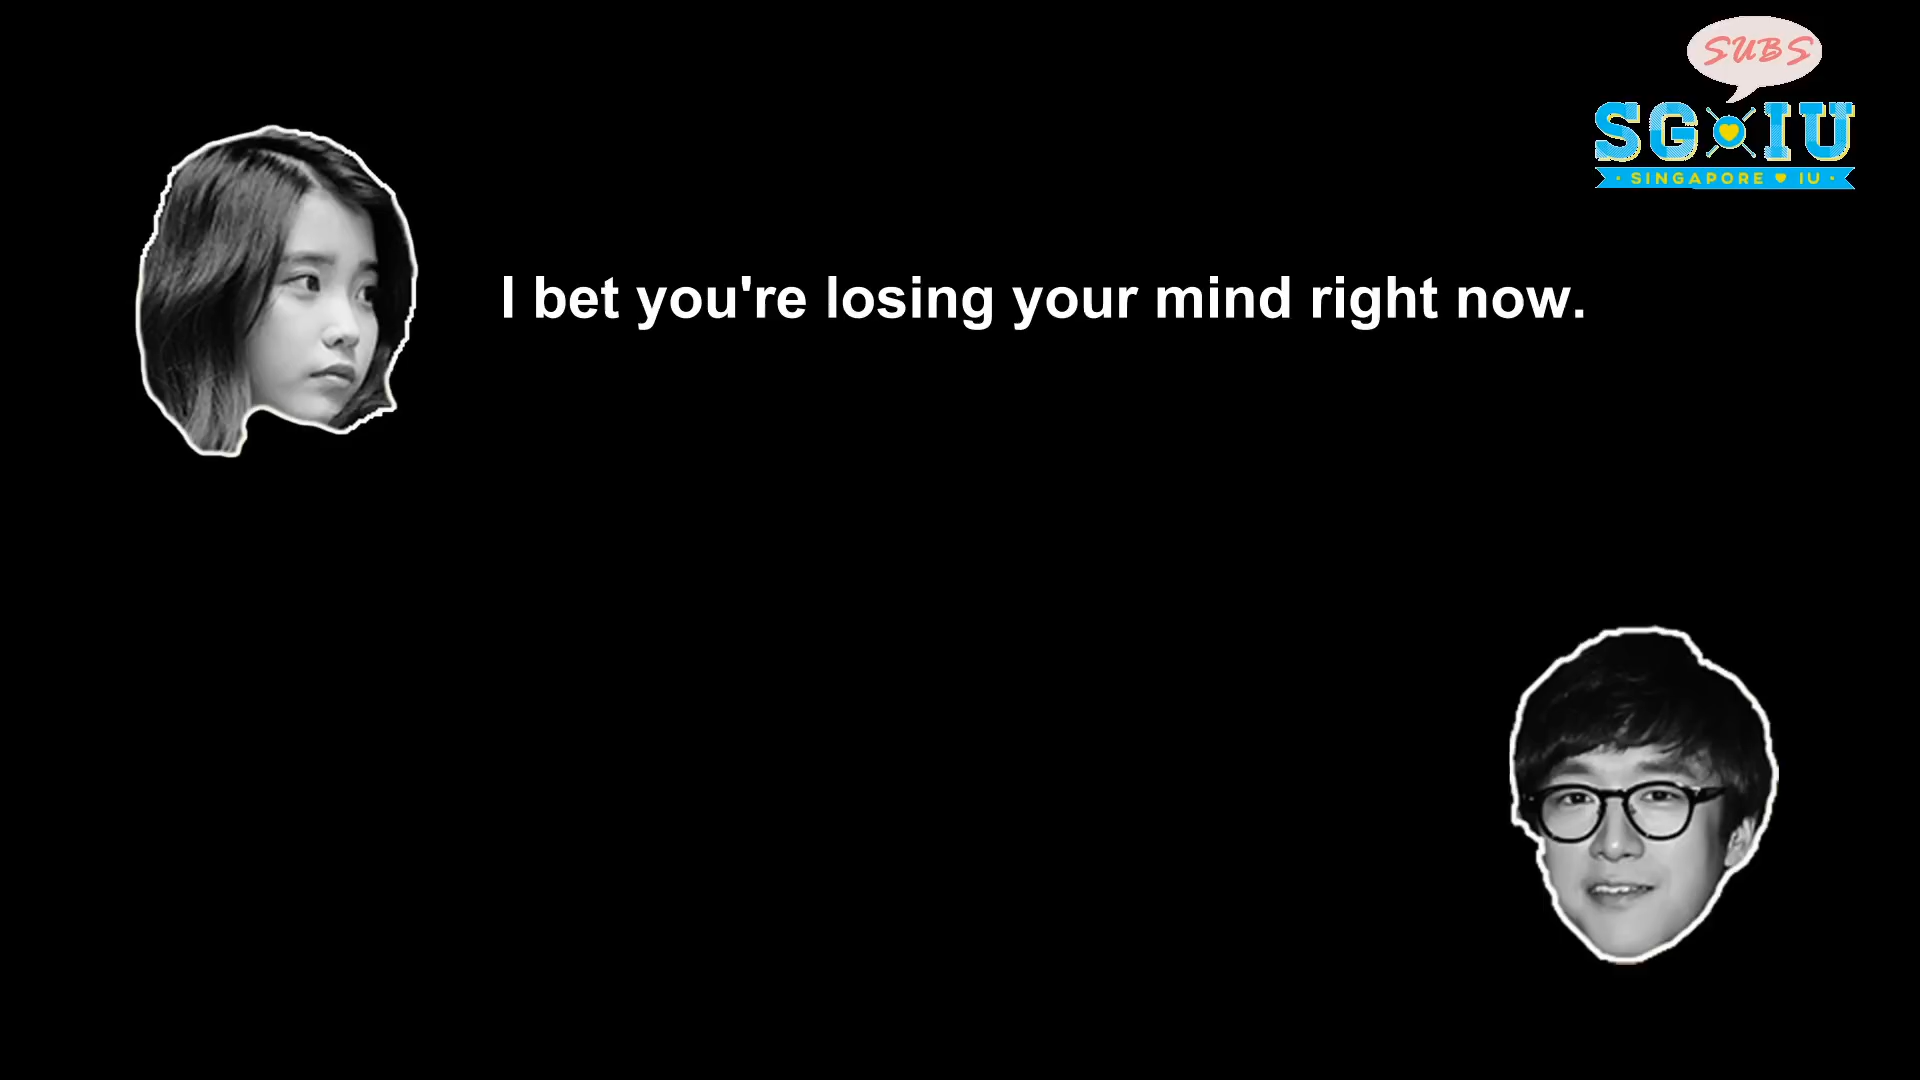 SUBS
SG IU
· SINGAPORE ♥ IU ·
I bet you're losing your mind right now.